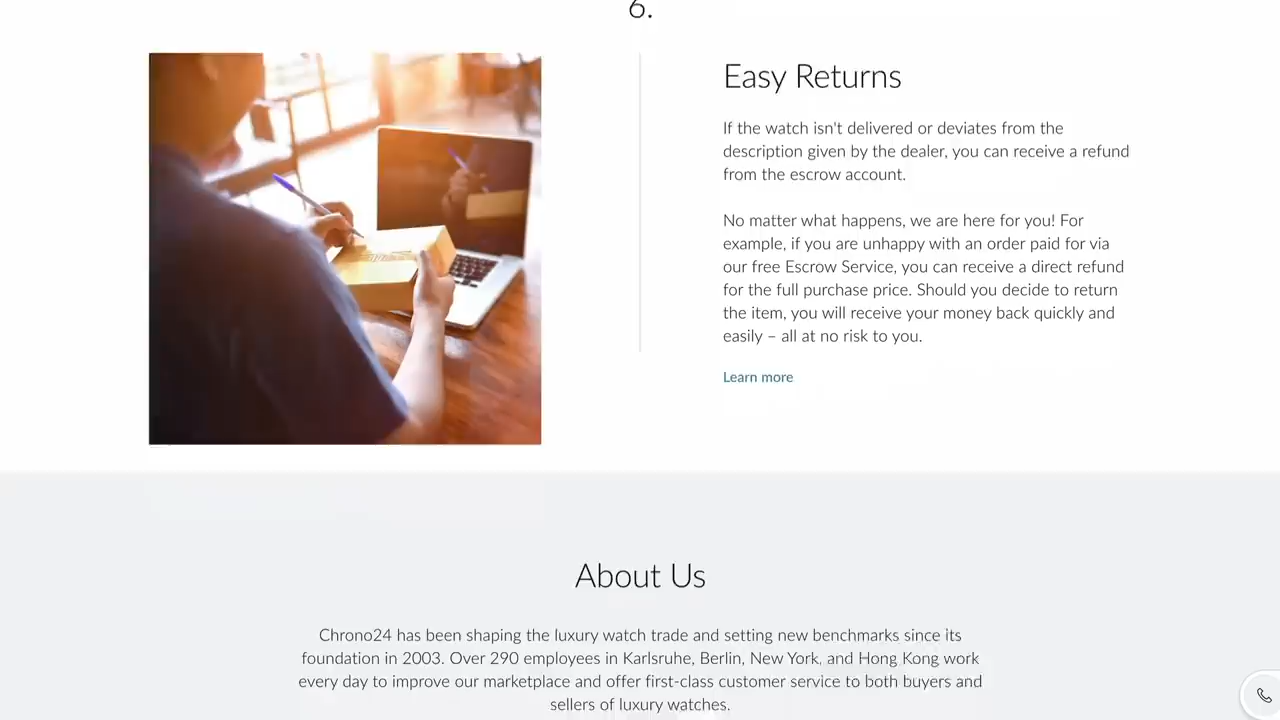 6.
Easy Returns
If the watch isn't delivered or deviates from the
description given by the dealer, you can receive a refund
from the escrow account.
No matter what happens, we are here for you! For
example, if you are unhappy with an order paid for via
our free Escrow Service, you can receive a direct refund
for the full purchase price. Should you decide to return
the item, you will receive your money back quickly and
easily – all at no risk to you.
Learn more
About Us
Chrono24 has been shaping the luxury watch trade and setting new benchmarks since its
foundation in 2003. Over 290 employees in Karlsruhe, Berlin, New York, and Hong Kong work
every day to improve our marketplace and offer first-class customer service to both buyers and
sellers of luxury watches.